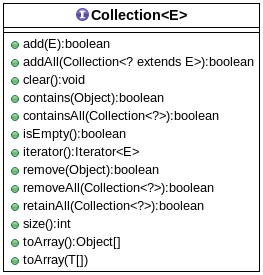 I Collection<E>
add(E):boolean
addAll(Collection<? extends E>):boolean
clear():void
contains(Object):boolean
containsAll(Collection<?>):boolean
isEmpty():boolean
iterator():Iterator<E>
remove(Object):boolean
removeAll(Collection<?>):boolean
retainAll(Collection<?>):boolean
size():int
toArray():Object[]
toArray(T[])